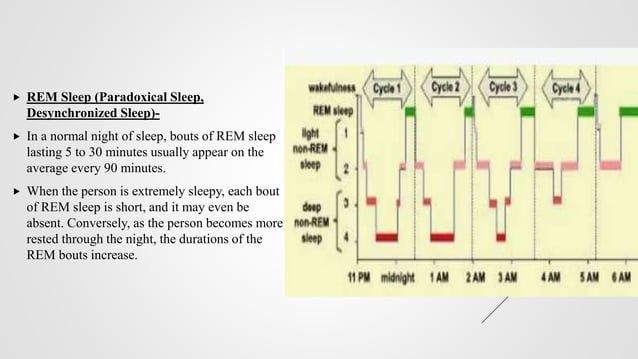 REM Sleep (Paradoxical Sleep,
Desynchronized Sleep)-
In a normal night of sleep, bouts of REM sleep
lasting 5 to 30 minutes usually appear on the
average every 90 minutes.
When the person is extremely sleepy, each bout
of REM sleep is short, and it may even be
absent. Conversely, as the person becomes more
rested through the night, the durations of the
REM bouts increase.
wakefulness Cycle 1 Cycle 2 Cycle 3 Cycle 4
REM sleep
light
non-REM
sleep
1
2
deep
non-REM
sleep
3
4
11 PM midnight 1 AM 2 AM 3 AM 4 AM 5 AM 6 AM